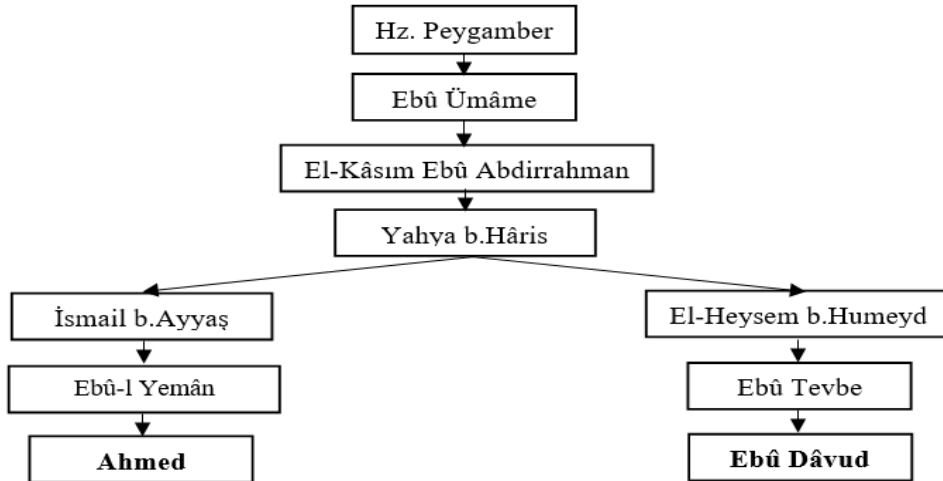 Hz. Peygamber
Ebû Ümâme
El-Kâsım Ebû Abdirrahman
Yahya b.Hâris
İsmail b.Ayyaş
El-Heysem b.Humeyd
Ebû-l Yemân
Ebû Tevbe
Ahmed
Ebû Dâvud